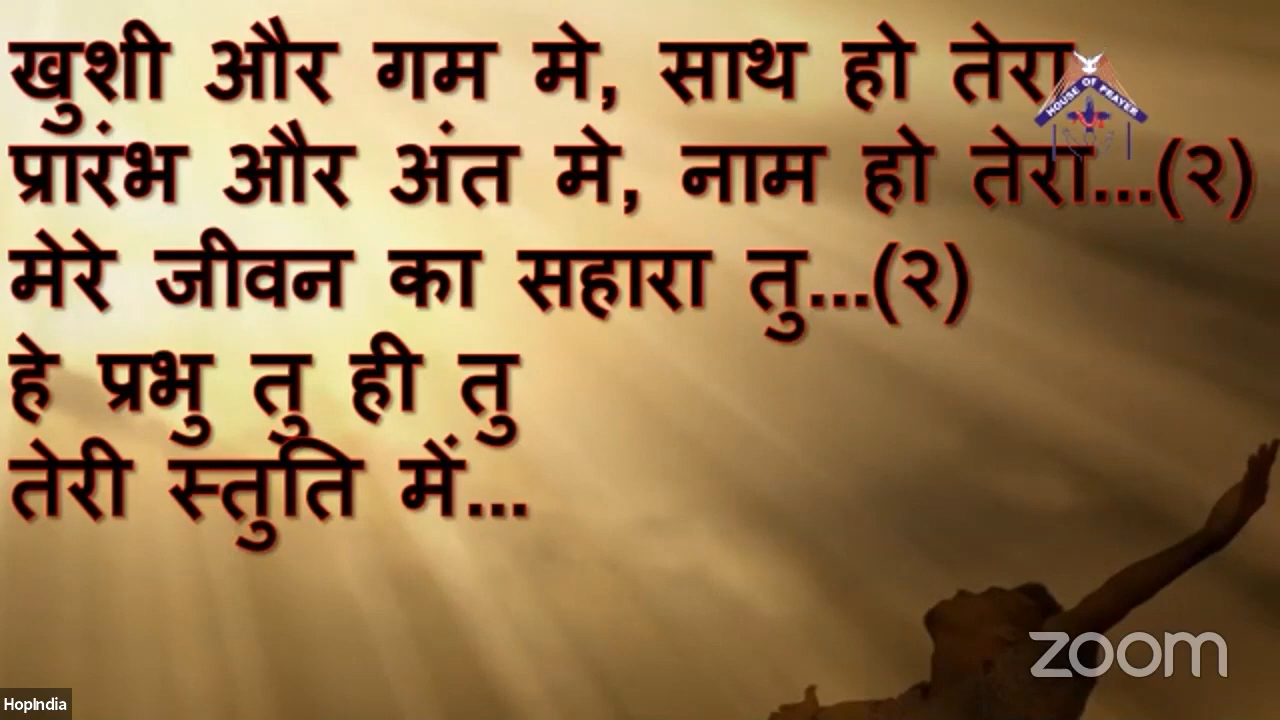 खुशी और गम मे, साथ हो तेरा
प्रारंभ और अंत मे, नाम हो तेरा...(२)
मेरे जीवन का सहारा तु...(२)
हे प्रभु तु ही तु
तेरी स्तुति में...
HOUSE OF PRAYER
zoom
HopIndia